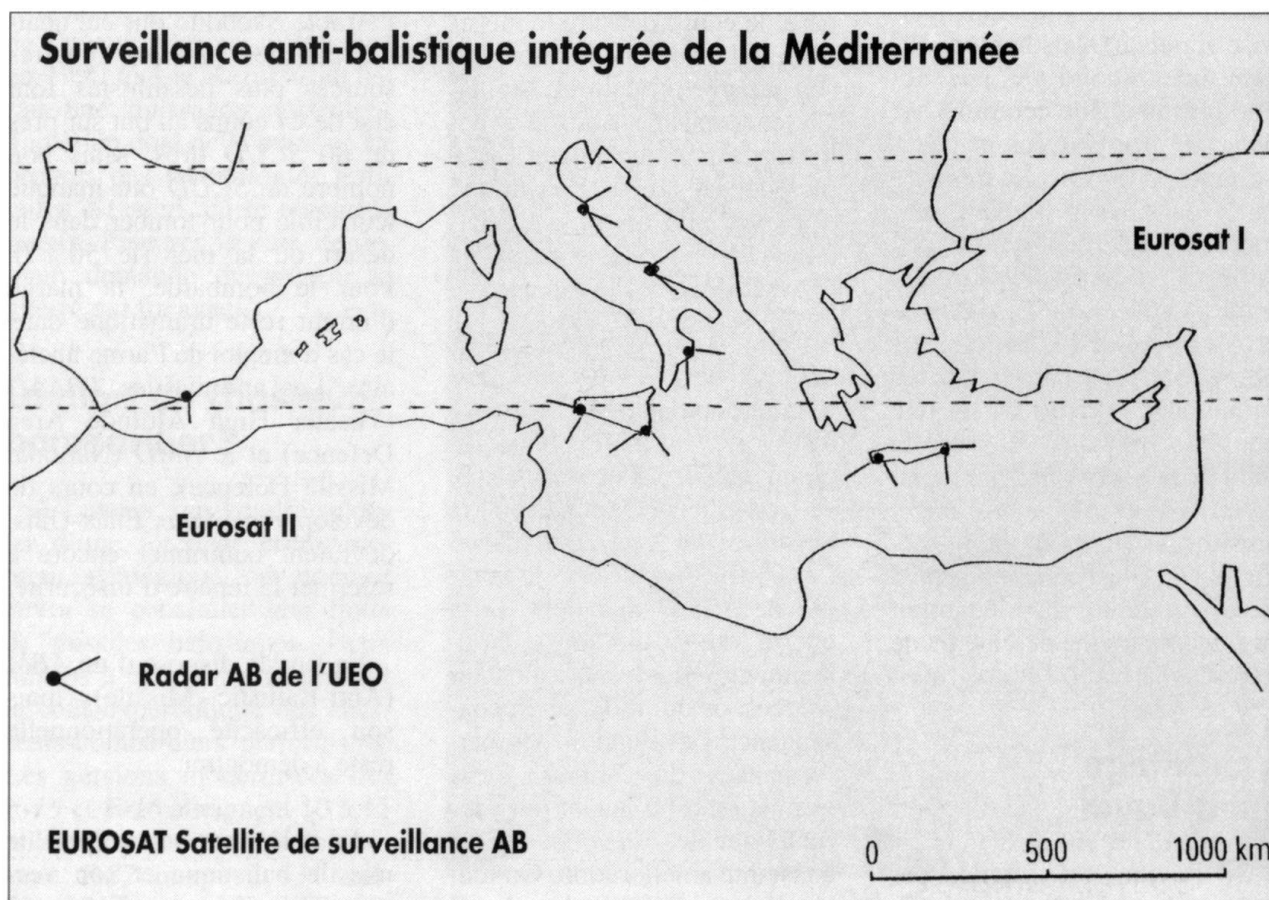 Surveillance anti-balistique intégrée de la Méditerranée
Eurosat I
Eurosat II
Radar AB de l'UEO
EUROSAT Satellite de surveillance AB
0 500 1000 km